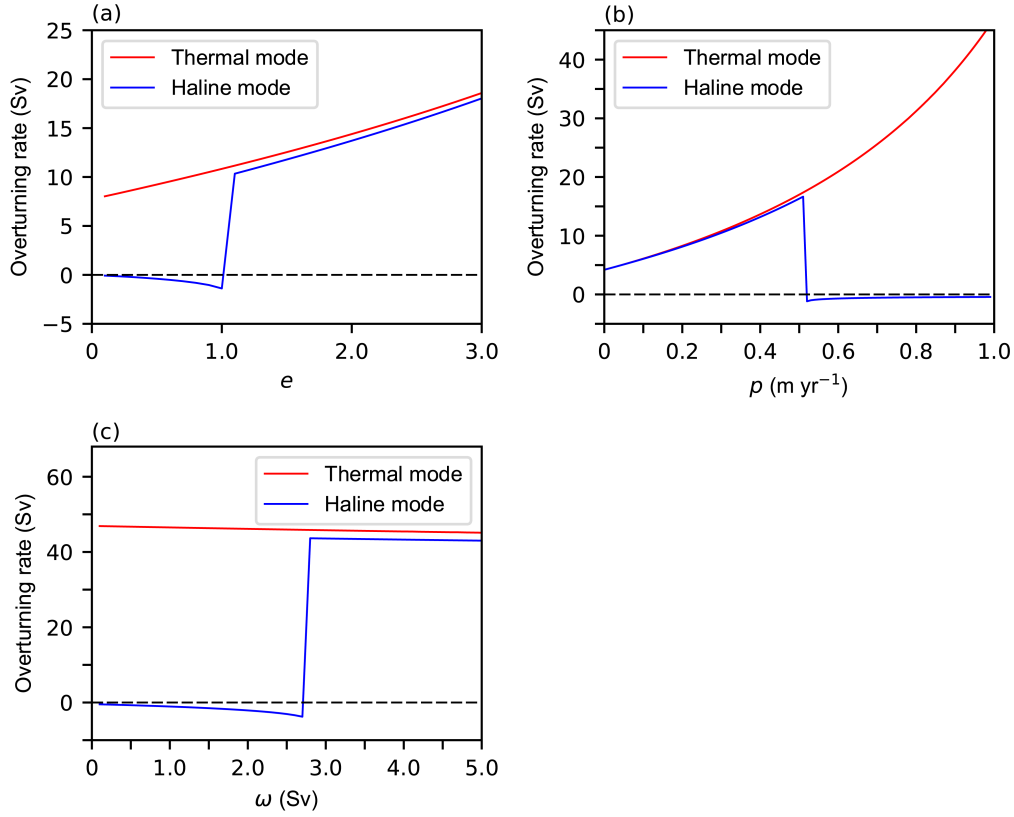 (a)
25
20
15
10
5
0
−5
Overturning rate (Sv)
Thermal mode
Haline mode
0
1.0
2.0
3.0
e
(b)
40
30
20
10
0
Overturning rate (Sv)
Thermal mode
Haline mode
0
0.2
0.4
0.6
0.8
1.0
p (m yr⁻¹)
(c)
60
40
20
0
Overturning rate (Sv)
Thermal mode
Haline mode
0
1.0
2.0
3.0
4.0
5.0
ω (Sv)